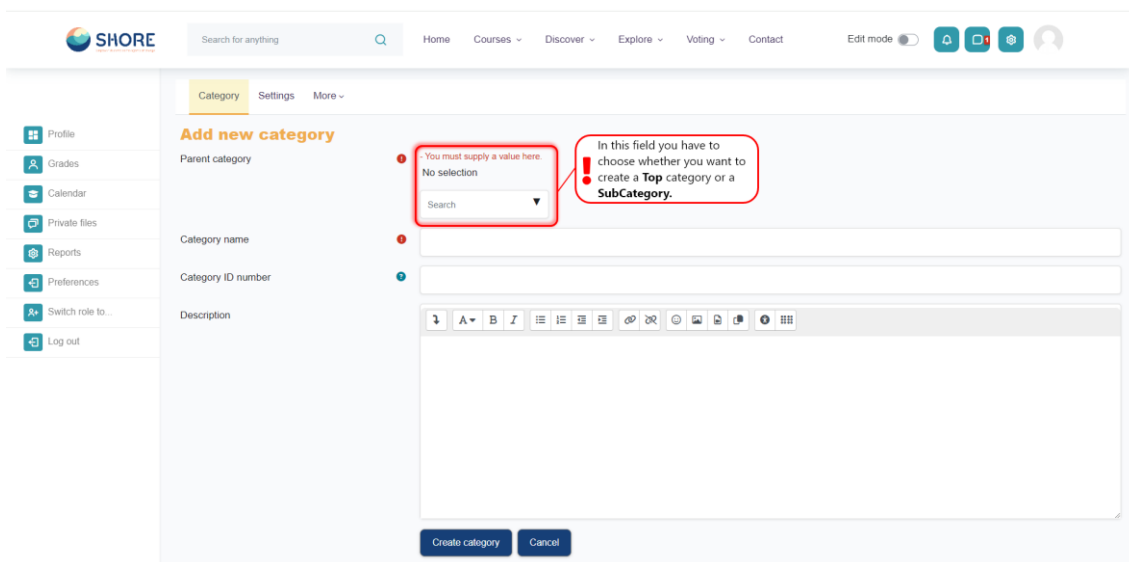 SHORE
Search for anything
Home Courses Discover Explore Voting Contact
Edit mode
1
Category Settings More
Profile
Grades
Calendar
Private files
Reports
Preferences
Switch role to...
Log out
Add new category
Parent category
- You must supply a value here.
No selection
Search
! In this field you have to
choose whether you want to
create a Top category or a
SubCategory.
Category name
Category ID number
Description
A B I
Create category Cancel